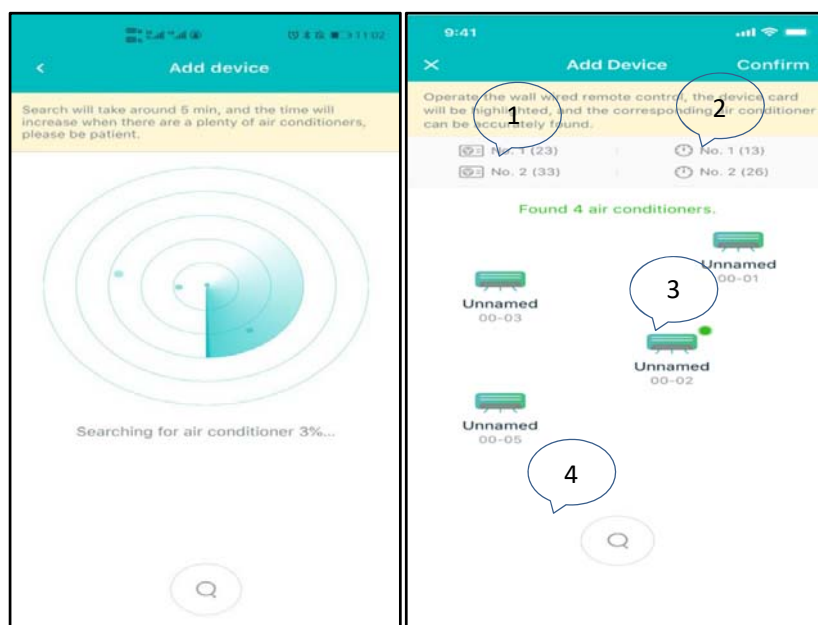 11:02
Add device
Search will take around 5 min, and the time will
increase when there are a plenty of air conditioners,
please be patient.
Searching for air conditioner 3%...
9:41
Add Device
Confirm
Operate the wall wired remote control, the device card
will be highlighted, and the corresponding air conditioner
can be accurately found.
1
2
No. 1 (23)
No. 1 (13)
No. 2 (33)
No. 2 (26)
Found 4 air conditioners.
Unnamed
00-01
Unnamed
00-03
3
Unnamed
00-02
Unnamed
00-05
4